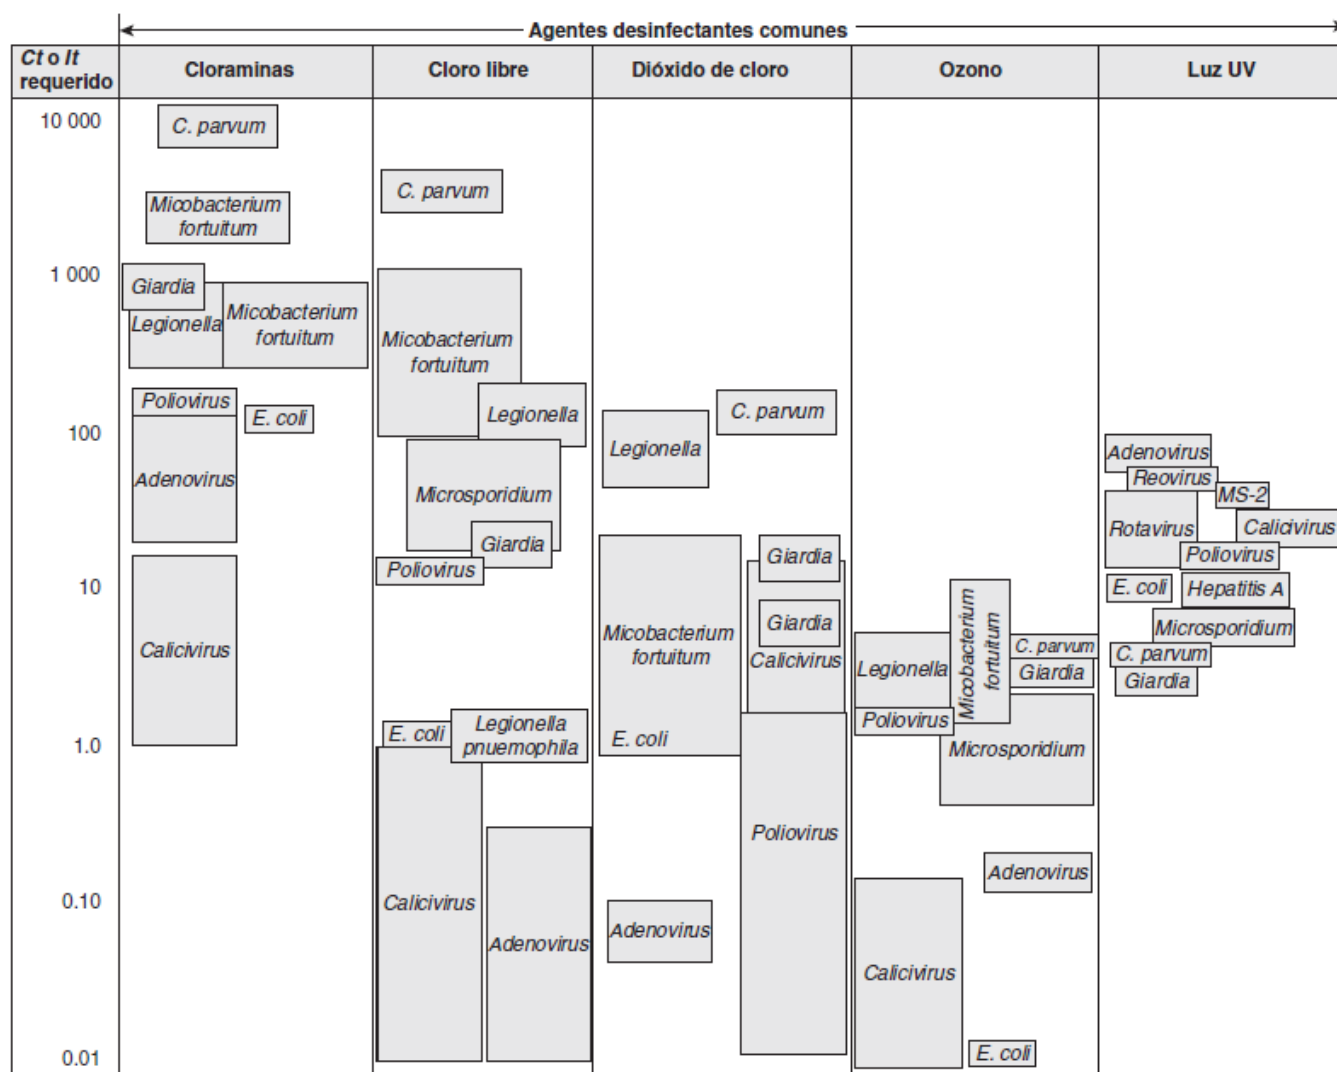 Agentes desinfectantes comunes
Ct o It
requerido
Cloraminas
Cloro libre
Dióxido de cloro
Ozono
Luz UV
10 000
1 000
100
10
1.0
0.10
0.01
C. parvum
Micobacterium
fortuitum
Giardia
Legionella
Micobacterium
fortuitum
Poliovirus
E. coli
Adenovirus
Calicivirus
C. parvum
Micobacterium
fortuitum
Legionella
Microsporidium
Giardia
Poliovirus
E. coli
Legionella
pnuemophila
Calicivirus
Adenovirus
C. parvum
Legionella
Giardia
Giardia
Micobacterium
fortuitum
Calicivirus
E. coli
Poliovirus
Adenovirus
Micobacterium
fortuitum
Legionella
C. parvum
Giardia
Poliovirus
Microsporidium
Adenovirus
Calicivirus
E. coli
Adenovirus
Reovirus
MS-2
Rotavirus
Calicivirus
Poliovirus
E. coli
Hepatitis A
Microsporidium
C. parvum
Giardia